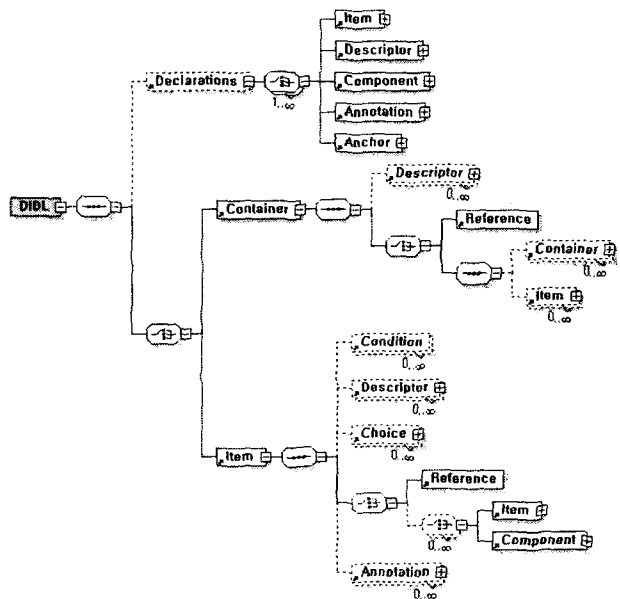 Item
Descriptor
Declarations
Component
1..∞
Annotation
Anchor
Descriptor
0..∞
DIDL
Container
Reference
Container
0..∞
Item
0..∞
Condition
0..∞
Descriptor
0..∞
Choice
0..∞
Item
Reference
Item
0..∞
Component
Annotation
0..∞